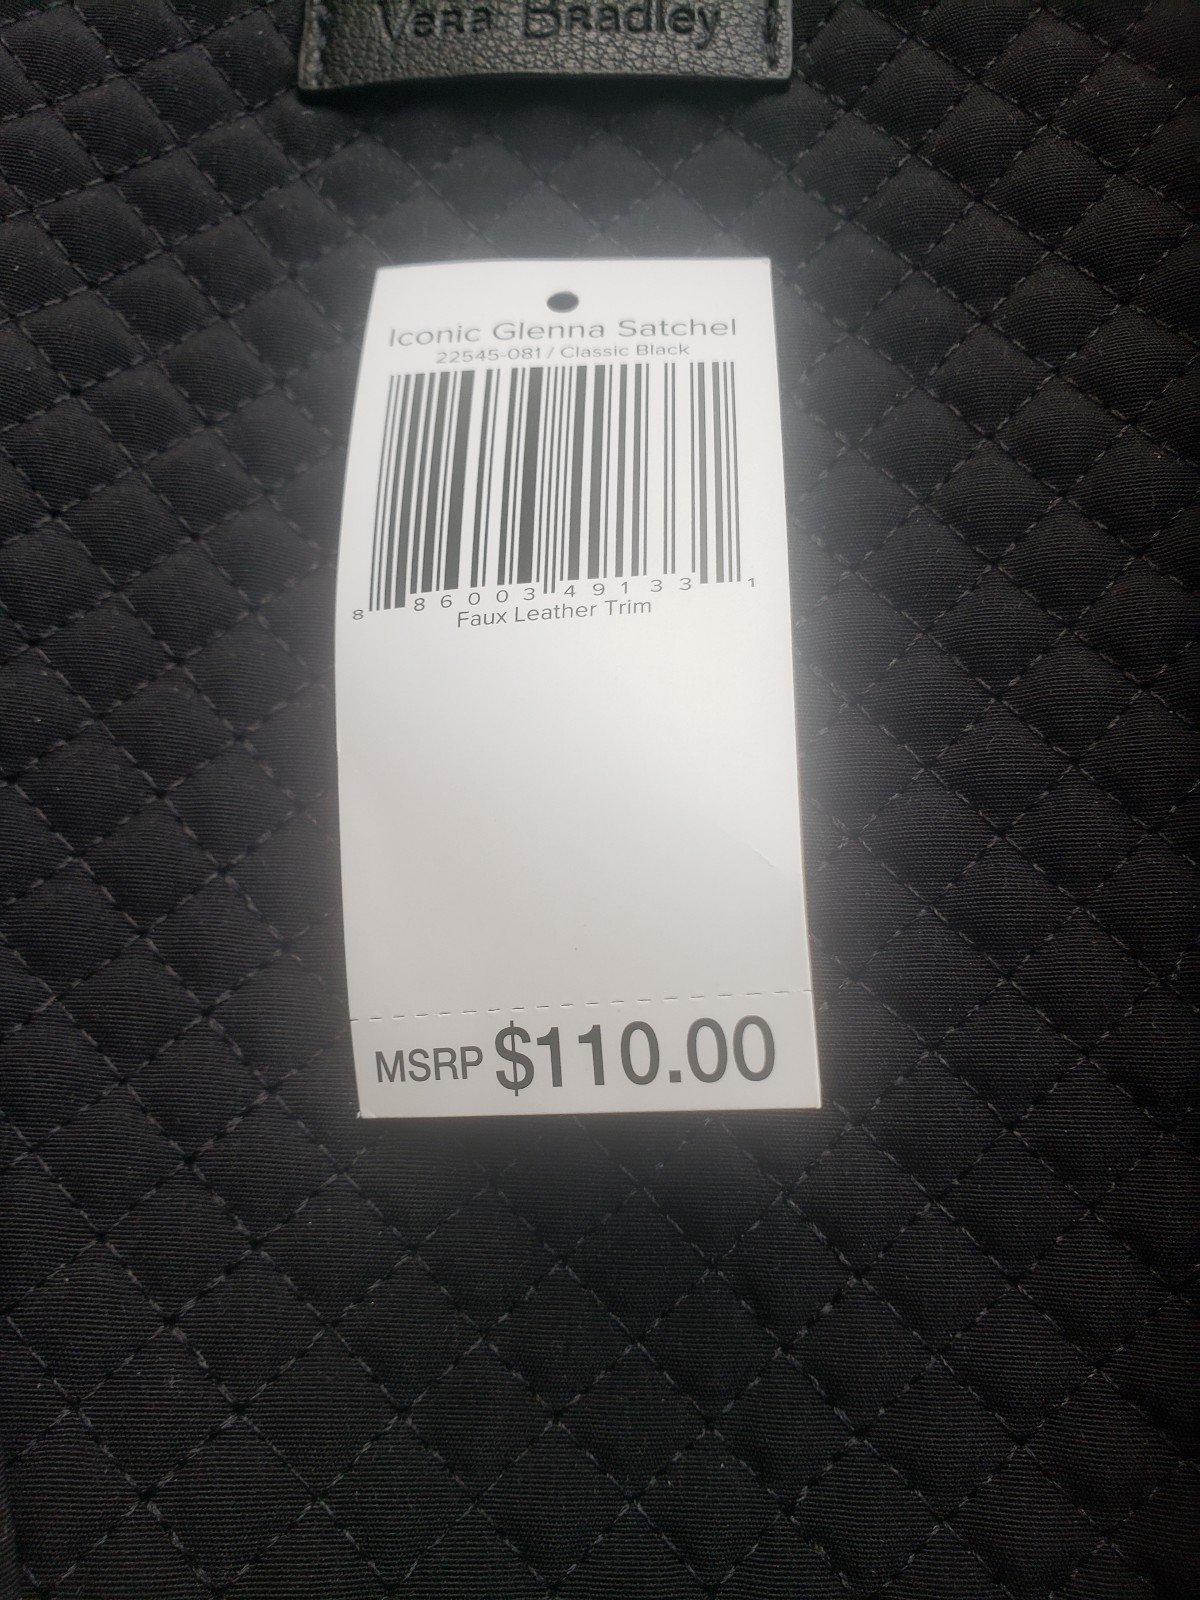 Vera Bradley
Iconic Glenna Satchel
22545-081 / Classic Black
8 86003 49133 1
Faux Leather Trim
MSRP $110.00